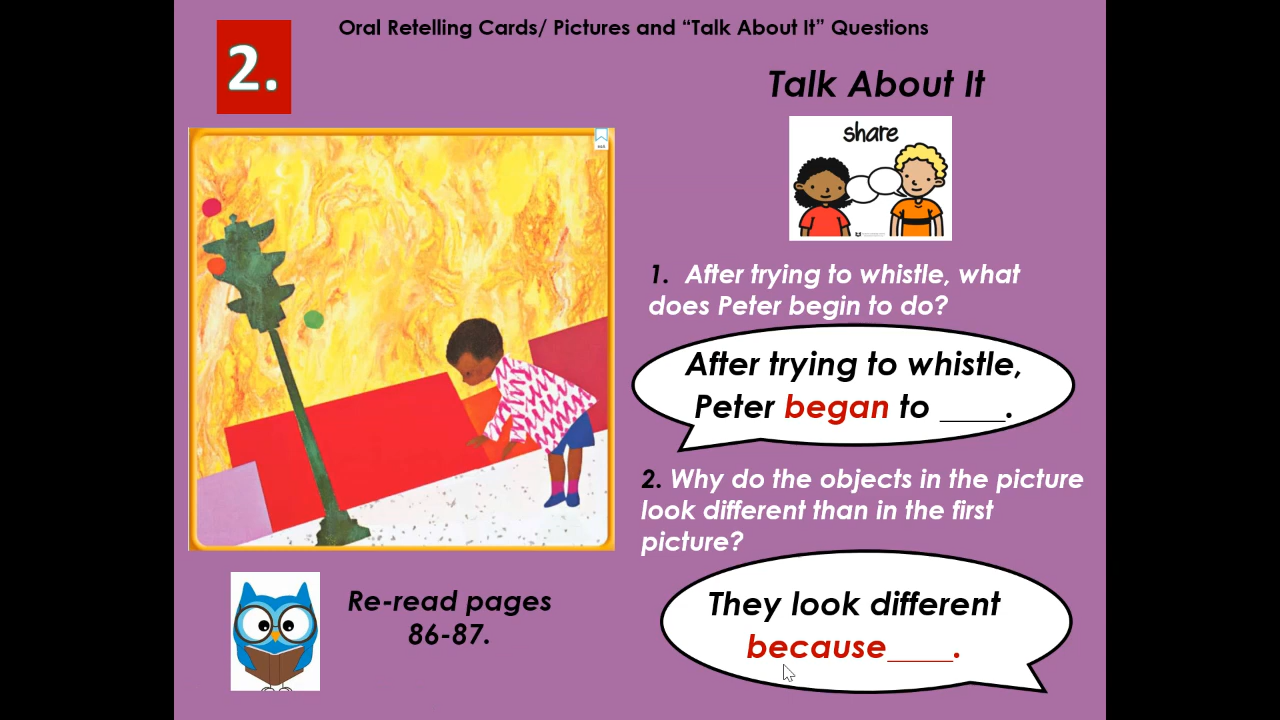 Oral Retelling Cards/ Pictures and “Talk About It” Questions
2.
Talk About It
share
1. After trying to whistle, what
does Peter begin to do?
After trying to whistle,
Peter began to ____.
2. Why do the objects in the picture
look different than in the first
picture?
They look different
because____.
Re-read pages
86-87.